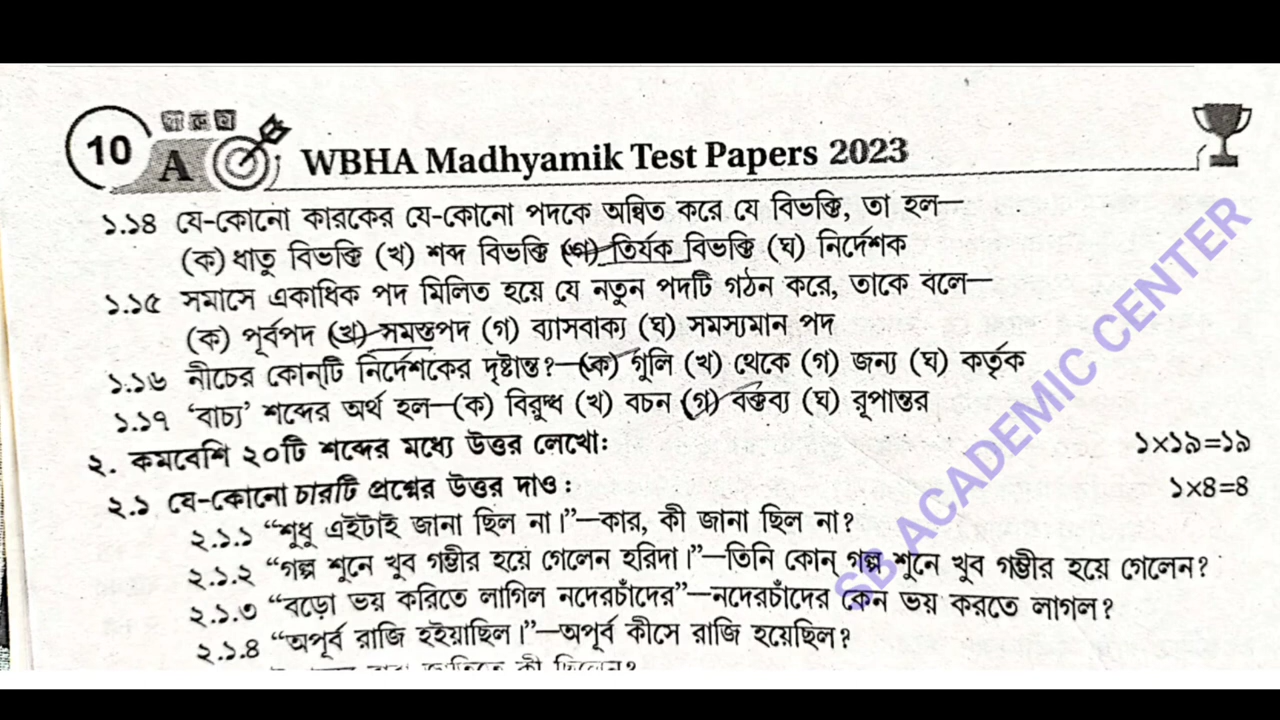 10
A
WBHA Madhyamik Test Papers 2023
১.১৪ যে-কোনো কারকের যে-কোনো পদকে অন্বিত করে যে বিভক্তি, তা হল—
(ক) ধাতু বিভক্তি (খ) শব্দ বিভক্তি (গ) তির্যক বিভক্তি (ঘ) নির্দেশক
১.১৫ সমাসে একাধিক পদ মিলিত হয়ে যে নতুন পদটি গঠন করে, তাকে বলে—
(ক) পূর্বপদ (খ) সমস্তপদ (গ) ব্যাসবাক্য (ঘ) সমস্যমান পদ
১.১৬ নীচের কোন্‌টি নির্দেশকের দৃষ্টান্ত?—(ক) গুলি (খ) থেকে (গ) জন্য (ঘ) কর্তৃক
১.১৭ ‘বাচ্য’ শব্দের অর্থ হল—(ক) বিরুদ্ধ (খ) বচন (গ) বক্তব্য (ঘ) রূপান্তর
২. কমবেশি ২০টি শব্দের মধ্যে উত্তর লেখো: ১×১৯=১৯
২.১ যে-কোনো চারটি প্রশ্নের উত্তর দাও : ১×৪=৪
২.১.১ “শুধু এইটাই জানা ছিল না।”—কার, কী জানা ছিল না?
২.১.২ “গল্প শুনে খুব গম্ভীর হয়ে গেলেন হরিদা।”—তিনি কোন্ গল্প শুনে খুব গম্ভীর হয়ে গেলেন?
২.১.৩ “বড়ো ভয় করিতে লাগিল নদেরচাঁদের”—নদেরচাঁদের কেন ভয় করতে লাগল?
২.১.৪ “অপূর্ব রাজি হইয়াছিল।”—অপূর্ব কীসে রাজি হয়েছিল?
SB ACADEMIC CENTER